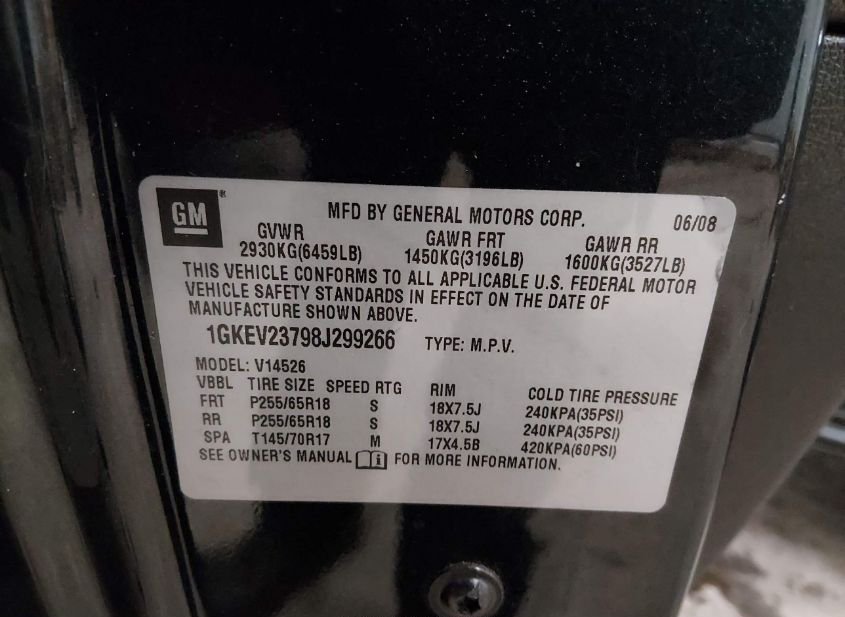 GM ® MFD BY GENERAL MOTORS CORP. 06/08
GVWR GAWR FRT GAWR RR
2930KG(6459LB) 1450KG(3196LB) 1600KG(3527LB)
THIS VEHICLE CONFORMS TO ALL APPLICABLE U.S. FEDERAL MOTOR
VEHICLE SAFETY STANDARDS IN EFFECT ON THE DATE OF
MANUFACTURE SHOWN ABOVE.
1GKEV23798J299266 TYPE: M.P.V.
MODEL: V14526
VBBL TIRE SIZE SPEED RTG RIM COLD TIRE PRESSURE
FRT P255/65R18 S 18X7.5J 240KPA(35PSI)
RR P255/65R18 S 18X7.5J 240KPA(35PSI)
SPA T145/70R17 M 17X4.5B 420KPA(60PSI)
SEE OWNER'S MANUAL i FOR MORE INFORMATION.